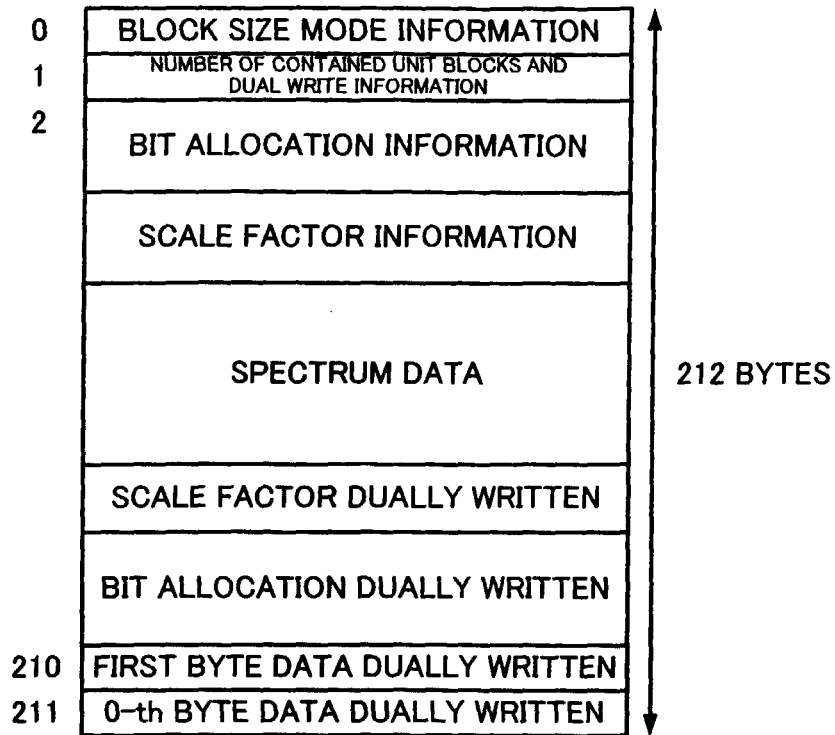 0 BLOCK SIZE MODE INFORMATION
1 NUMBER OF CONTAINED UNIT BLOCKS AND
DUAL WRITE INFORMATION
2 BIT ALLOCATION INFORMATION
SCALE FACTOR INFORMATION
SPECTRUM DATA
212 BYTES
SCALE FACTOR DUALLY WRITTEN
BIT ALLOCATION DUALLY WRITTEN
210 FIRST BYTE DATA DUALLY WRITTEN
211 0-th BYTE DATA DUALLY WRITTEN